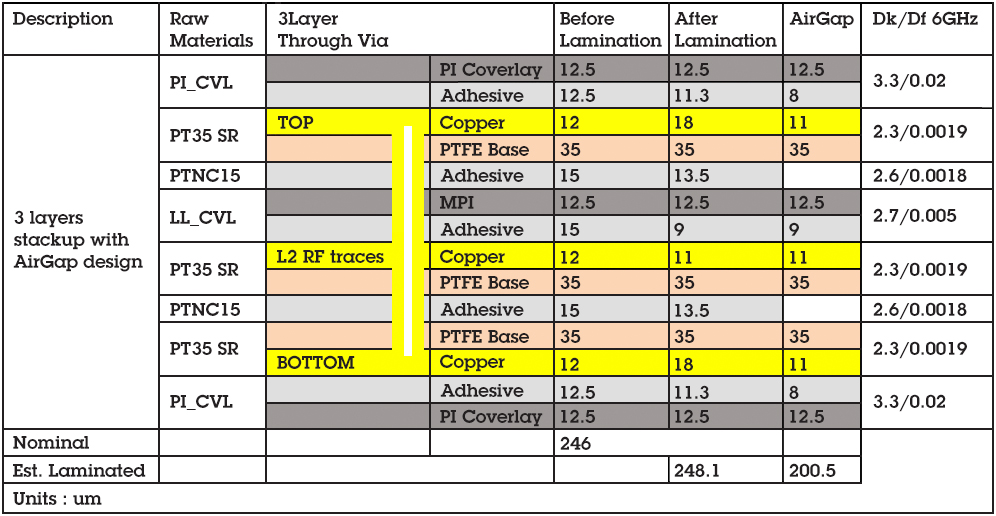 Description Raw Materials 3Layer Through Via Before Lamination After Lamination AirGap Dk/Df 6GHz
3 layers stackup with AirGap design
PI_CVL PI Coverlay 12.5 12.5 12.5 3.3/0.02
Adhesive 12.5 11.3 8
PT35 SR TOP Copper 12 18 11 2.3/0.0019
PTFE Base 35 35 35
PTNC15 Adhesive 15 13.5 2.6/0.0018
LL_CVL MPI 12.5 12.5 12.5 2.7/0.005
Adhesive 15 9 9
PT35 SR L2 RF traces Copper 12 11 11 2.3/0.0019
PTFE Base 35 35 35
PTNC15 Adhesive 15 13.5 2.6/0.0018
PT35 SR PTFE Base 35 35 35 2.3/0.0019
BOTTOM Copper 12 18 11
PI_CVL Adhesive 12.5 11.3 8 3.3/0.02
PI Coverlay 12.5 12.5 12.5
Nominal 246
Est. Laminated 248.1 200.5
Units : um